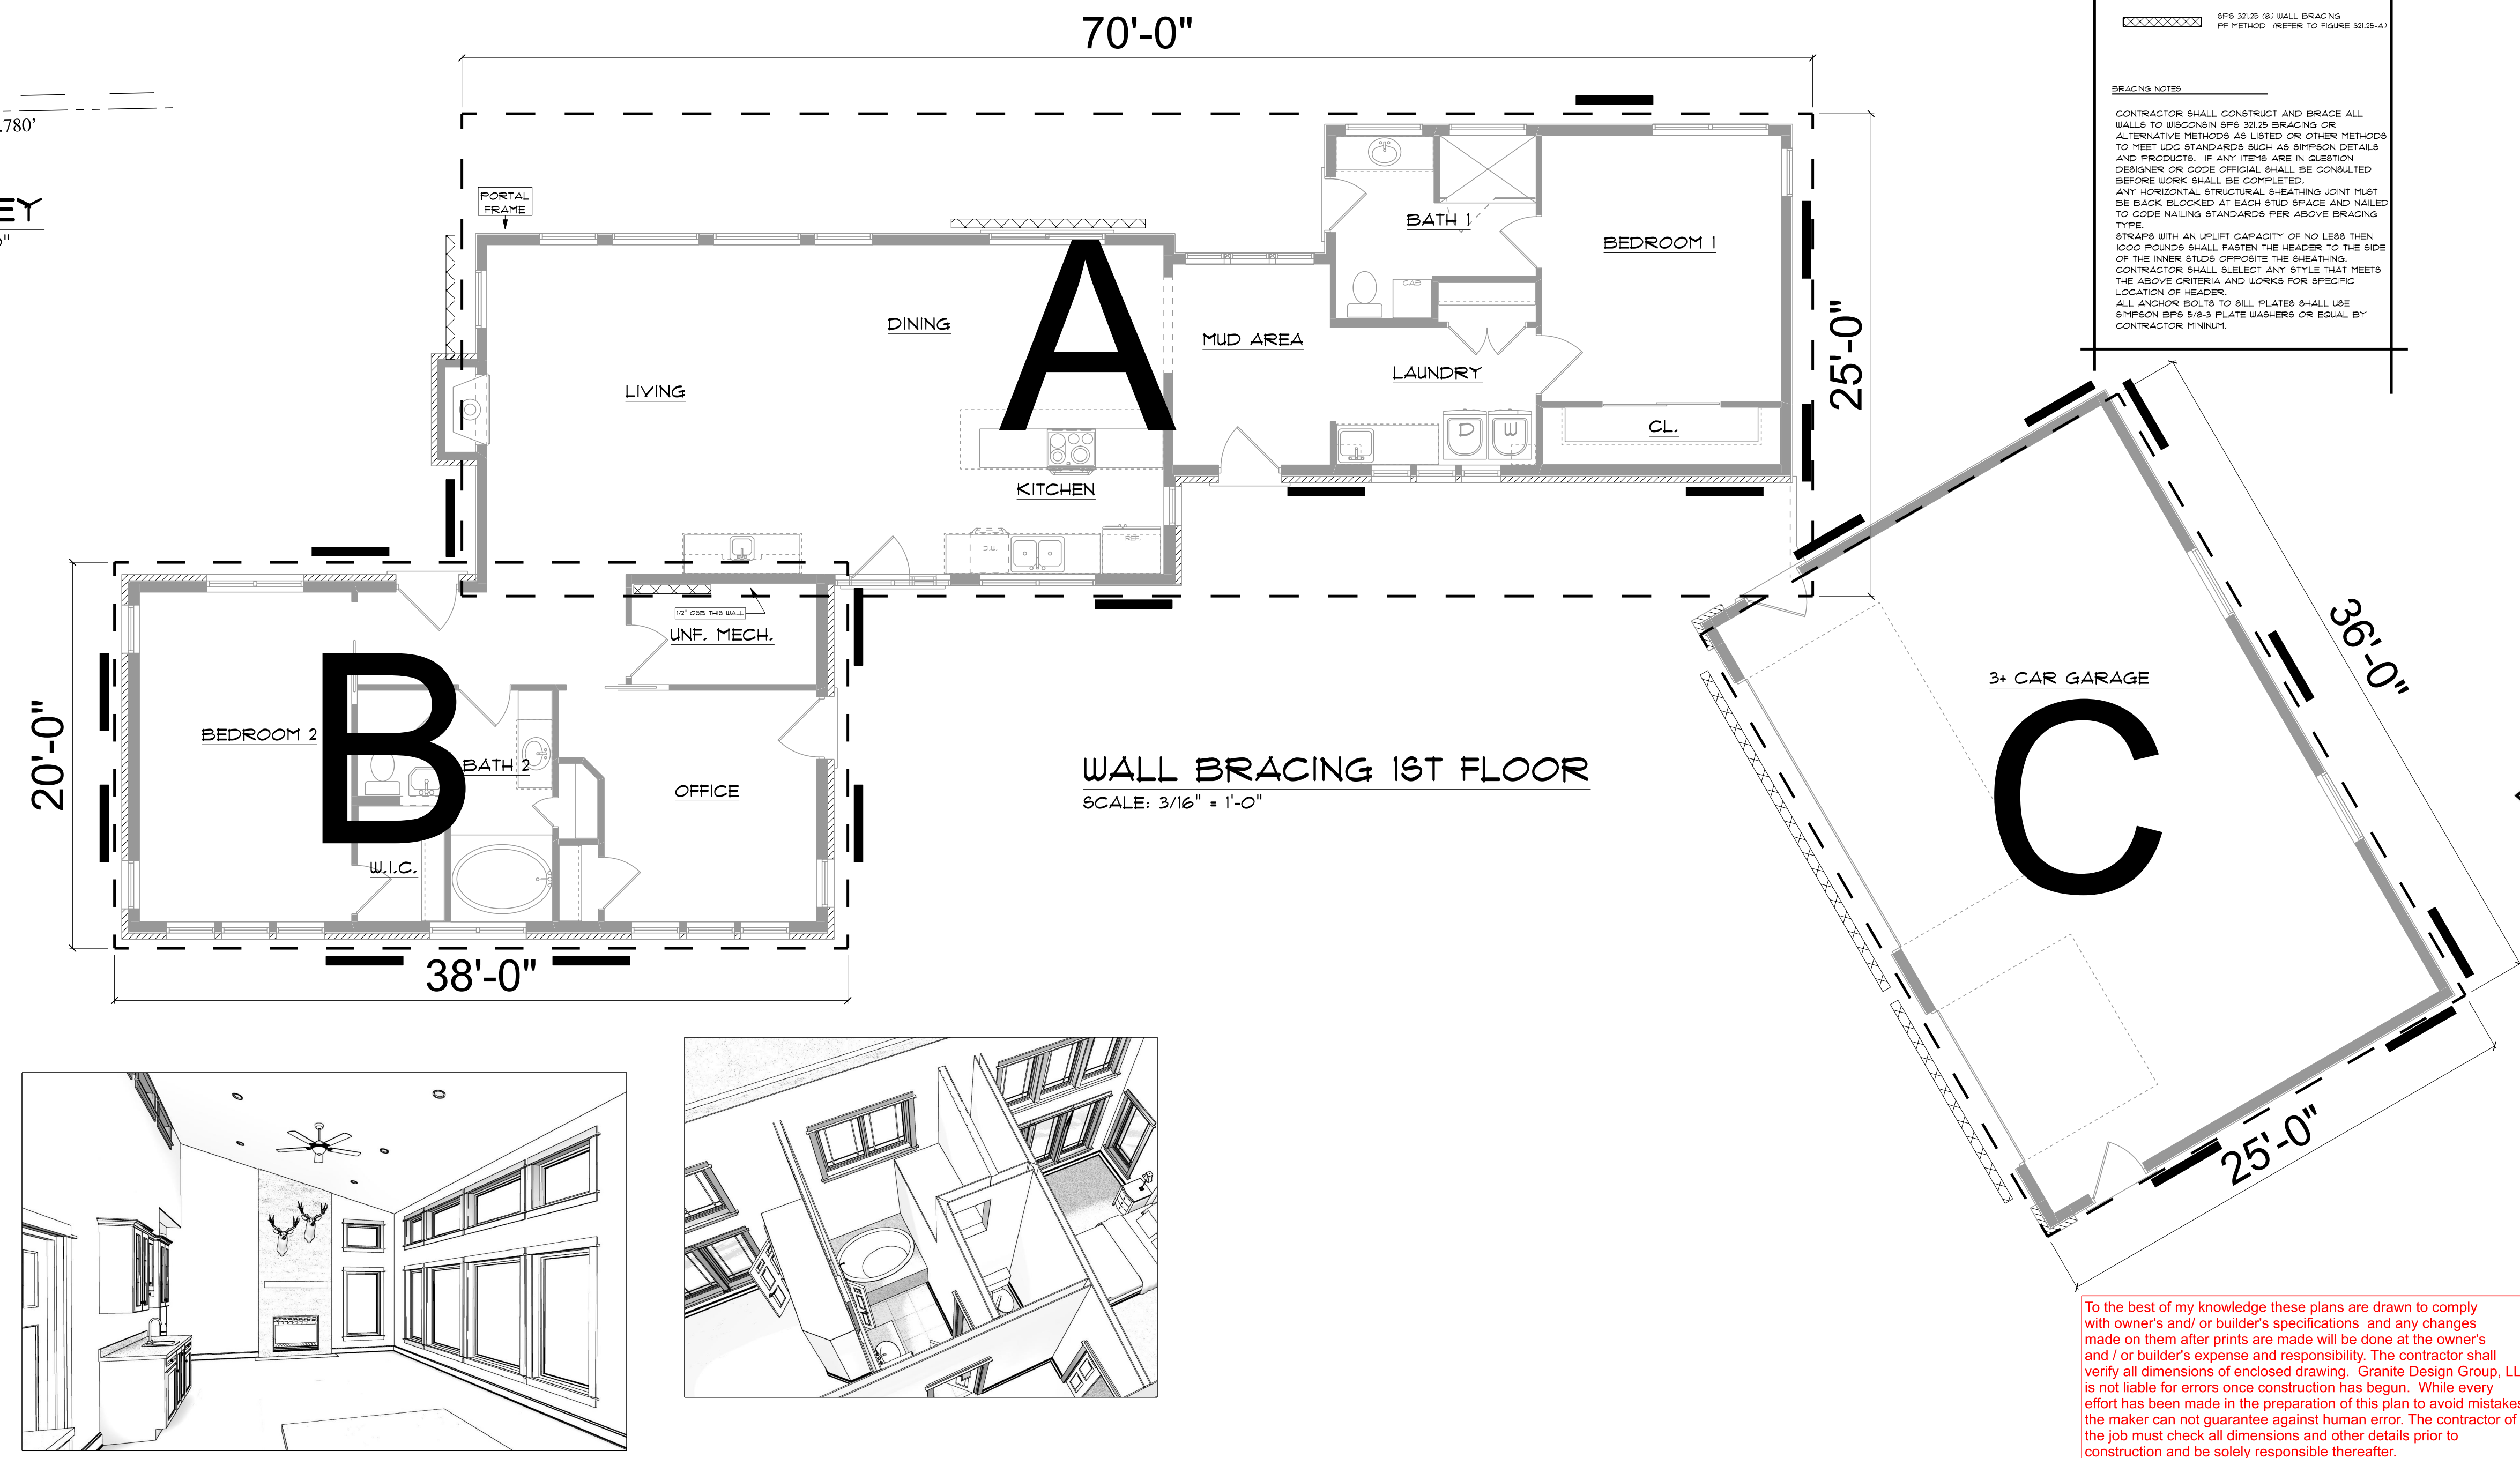 70'-0"
SPS 321.25 (8) WALL BRACING
PF METHOD (REFER TO FIGURE 321.25-A)
BRACING NOTES
CONTRACTOR SHALL CONSTRUCT AND BRACE ALL
WALLS TO WISCONSIN SPS 321.25 BRACING OR
ALTERNATIVE METHODS AS LISTED OR OTHER METHODS
TO MEET UDC STANDARDS SUCH AS SIMPSON DETAILS
AND PRODUCTS. IF ANY ITEMS ARE IN QUESTION
DESIGNER OR CODE OFFICIAL SHALL BE CONSULTED
BEFORE WORK SHALL BE COMPLETED.
ANY HORIZONTAL STRUCTURAL SHEATHING JOINT MUST
BE BACK BLOCKED AT EACH STUD SPACE AND NAILED
TO CODE NAILING STANDARDS PER ABOVE BRACING
TYPE.
STRAPS WITH AN UPLIFT CAPACITY OF NO LESS THEN
1000 POUNDS SHALL FASTEN THE HEADER TO THE SIDE
OF THE INNER STUDS OPPOSITE THE SHEATHING.
CONTRACTOR SHALL SLELECT ANY STYLE THAT MEETS
THE ABOVE CRITERIA AND WORKS FOR SPECIFIC
LOCATION OF HEADER.
ALL ANCHOR BOLTS TO SILL PLATES SHALL USE
SIMPSON BPS 5/8-3 PLATE WASHERS OR EQUAL BY
CONTRACTOR MININUM.
.780'
EY
PORTAL
FRAME
BATH 1
BEDROOM 1
CAB
DINING
A
MUD AREA
LAUNDRY
25'-0"
LIVING
D
W
CL.
KITCHEN
D.W.
REF.
1/2" OSB THIS WALL
UNF. MECH.
36'-0"
3+ CAR GARAGE
C
20'-0"
BEDROOM 2
B
BATH 2
OFFICE
W.I.C.
WALL BRACING 1ST FLOOR
SCALE: 3/16" = 1'-0"
38'-0"
25'-0"
To the best of my knowledge these plans are drawn to comply
with owner's and/ or builder's specifications and any changes
made on them after prints are made will be done at the owner's
and / or builder's expense and responsibility. The contractor shall
verify all dimensions of enclosed drawing. Granite Design Group, LL
is not liable for errors once construction has begun. While every
effort has been made in the preparation of this plan to avoid mistakes
the maker can not guarantee against human error. The contractor of
the job must check all dimensions and other details prior to
construction and be solely responsible thereafter.